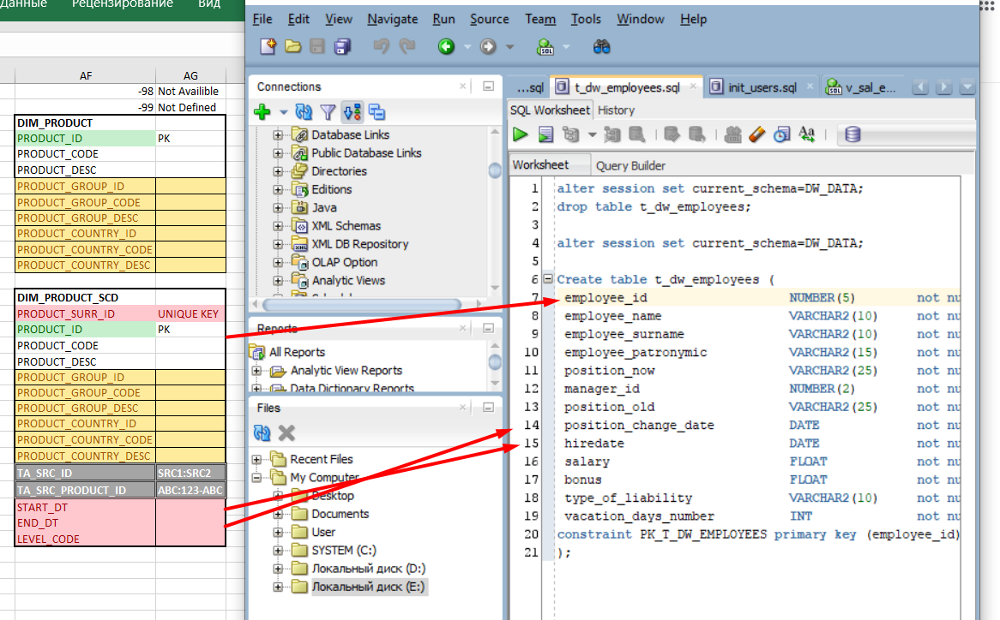 Данные Рецензирование Вид
AF AG
-98 Not Availible
-99 Not Defined
DIM_PRODUCT
PRODUCT_ID PK
PRODUCT_CODE
PRODUCT_DESC
PRODUCT_GROUP_ID
PRODUCT_GROUP_CODE
PRODUCT_GROUP_DESC
PRODUCT_COUNTRY_ID
PRODUCT_COUNTRY_CODE
PRODUCT_COUNTRY_DESC
DIM_PRODUCT_SCD
PRODUCT_SURR_ID UNIQUE KEY
PRODUCT_ID PK
PRODUCT_CODE
PRODUCT_DESC
PRODUCT_GROUP_ID
PRODUCT_GROUP_CODE
PRODUCT_GROUP_DESC
PRODUCT_COUNTRY_ID
PRODUCT_COUNTRY_CODE
PRODUCT_COUNTRY_DESC
TA_SRC_ID SRC1:SRC2
TA_SRC_PRODUCT_ID ABC:123-ABC
START_DT
END_DT
LEVEL_CODE
File Edit View Navigate Run Source Team Tools Window Help
SQL
Connections
Database Links
Public Database Links
Directories
Editions
Java
XML Schemas
XML DB Repository
OLAP Option
Analytic Views
Reports
All Reports
Analytic View Reports
Data Dictionary Reports
Files
Recent Files
My Computer
Desktop
Documents
User
SYSTEM (C:)
Локальный диск (D:)
Локальный диск (E:)
...sql t_dw_employees.sql init_users.sql v_sal_e...
SQL Worksheet History
Aa
Worksheet Query Builder
1 alter session set current_schema=DW_DATA;
2 drop table t_dw_employees;
3
4 alter session set current_schema=DW_DATA;
5
6 Create table t_dw_employees (
7 employee_id NUMBER(5) not nu
8 employee_name VARCHAR2(10) not nu
9 employee_surname VARCHAR2(10) not nu
10 employee_patronymic VARCHAR2(15) not nu
11 position_now VARCHAR2(25) not nu
12 manager_id NUMBER(2) not nu
13 position_old VARCHAR2(25) not nu
14 position_change_date DATE not nu
15 hiredate DATE not nu
16 salary FLOAT not nu
17 bonus FLOAT not nu
18 type_of_liability VARCHAR2(10) not nu
19 vacation_days_number INT not nu
20 constraint PK_T_DW_EMPLOYEES primary key (employee_id)
21 );